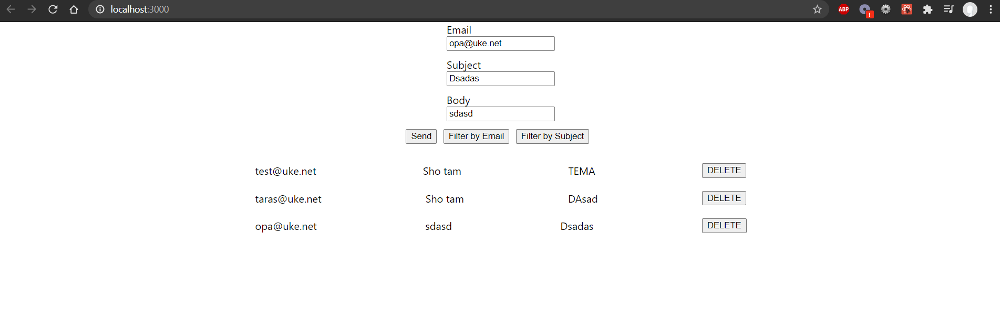 localhost:3000
ABP
Email
opa@uke.net
Subject
Dsadas
Body
sdasd
Send Filter by Email Filter by Subject
test@uke.net Sho tam TEMA DELETE
taras@uke.net Sho tam DAsad DELETE
opa@uke.net sdasd Dsadas DELETE